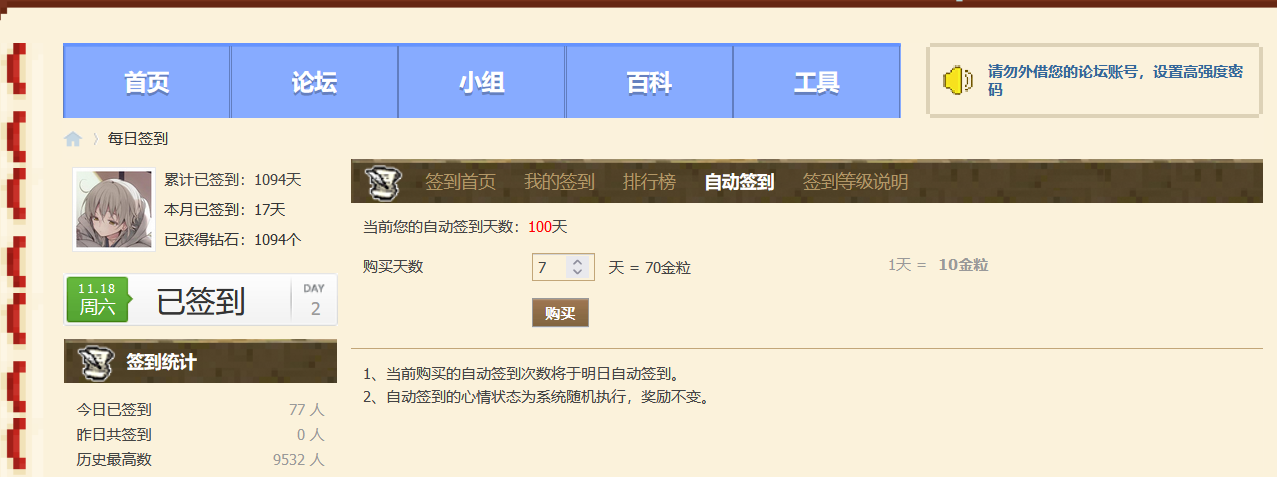 首页
论坛
小组
百科
工具
请勿外借您的论坛账号，设置高强度密
码
每日签到
累计已签到：1094天
本月已签到：17天
已获得钻石：1094个
11.18
周六
已签到
DAY
2
签到统计
今日已签到 77 人
昨日共签到 0 人
历史最高数 9532 人
签到首页 我的签到 排行榜 自动签到 签到等级说明
当前您的自动签到天数：100天
购买天数 7 天 = 70金粒 1天 = 10金粒
购买
1、当前购买的自动签到次数将于明日自动签到。
2、自动签到的心情状态为系统随机执行，奖励不变。